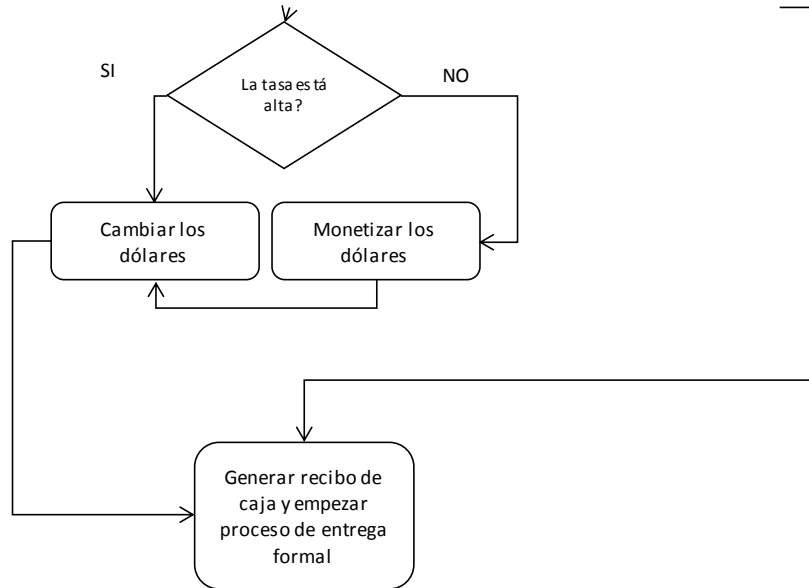 SI
La tasa está
alta?
NO
Cambiar los
dólares
Monetizar los
dólares
Generar recibo de
caja y empezar
proceso de entrega
formal